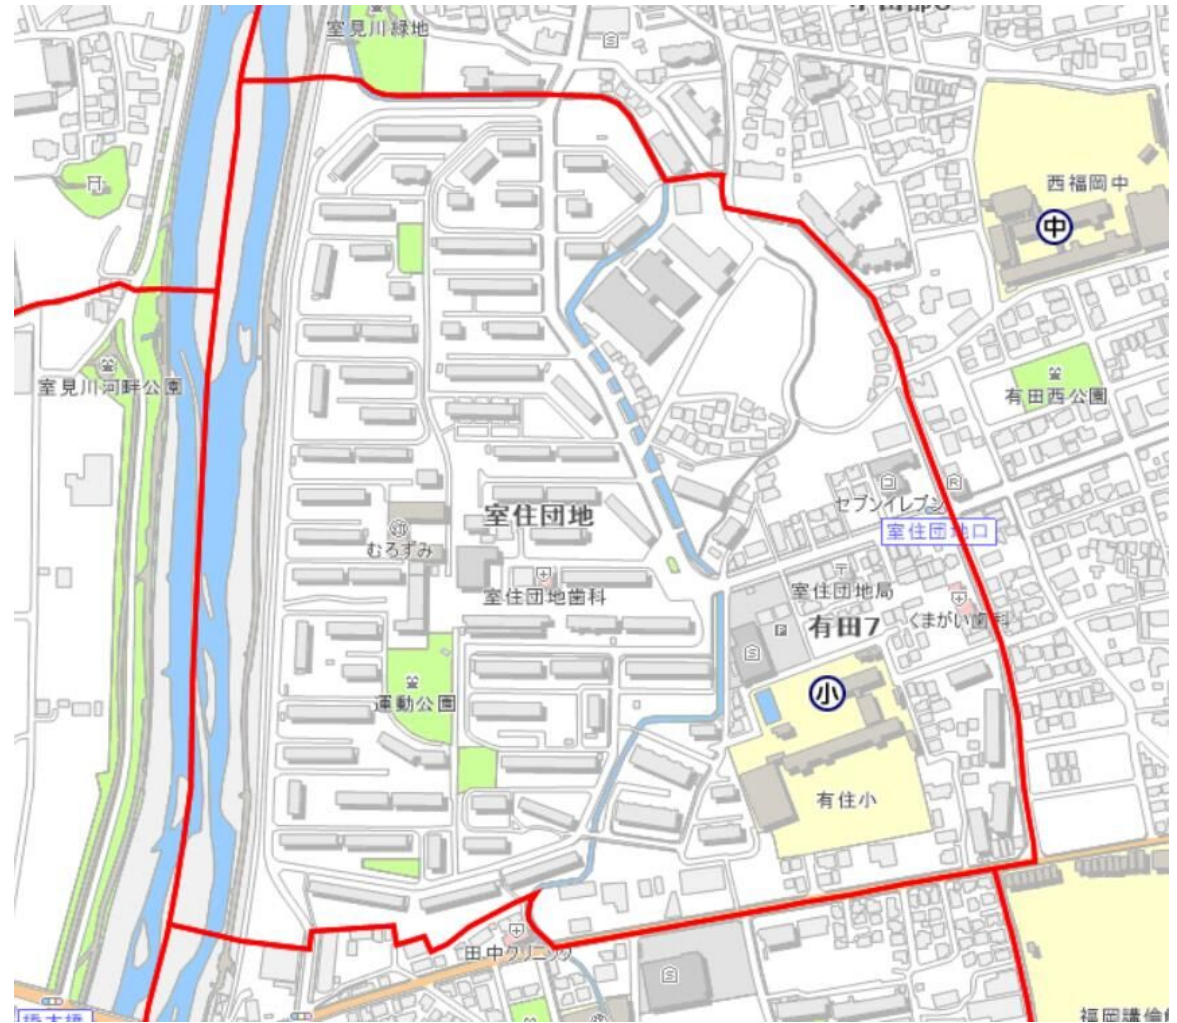 室見川緑地
西福岡中
中
室見川河畔公園
有田西公園
セブンイレブン
室住団地口
室住団地
むろずみ
室住団地歯科
室住団地局
くまがい歯科
有田7
小
運動公園
有住小
田中クリニック
橋本橋